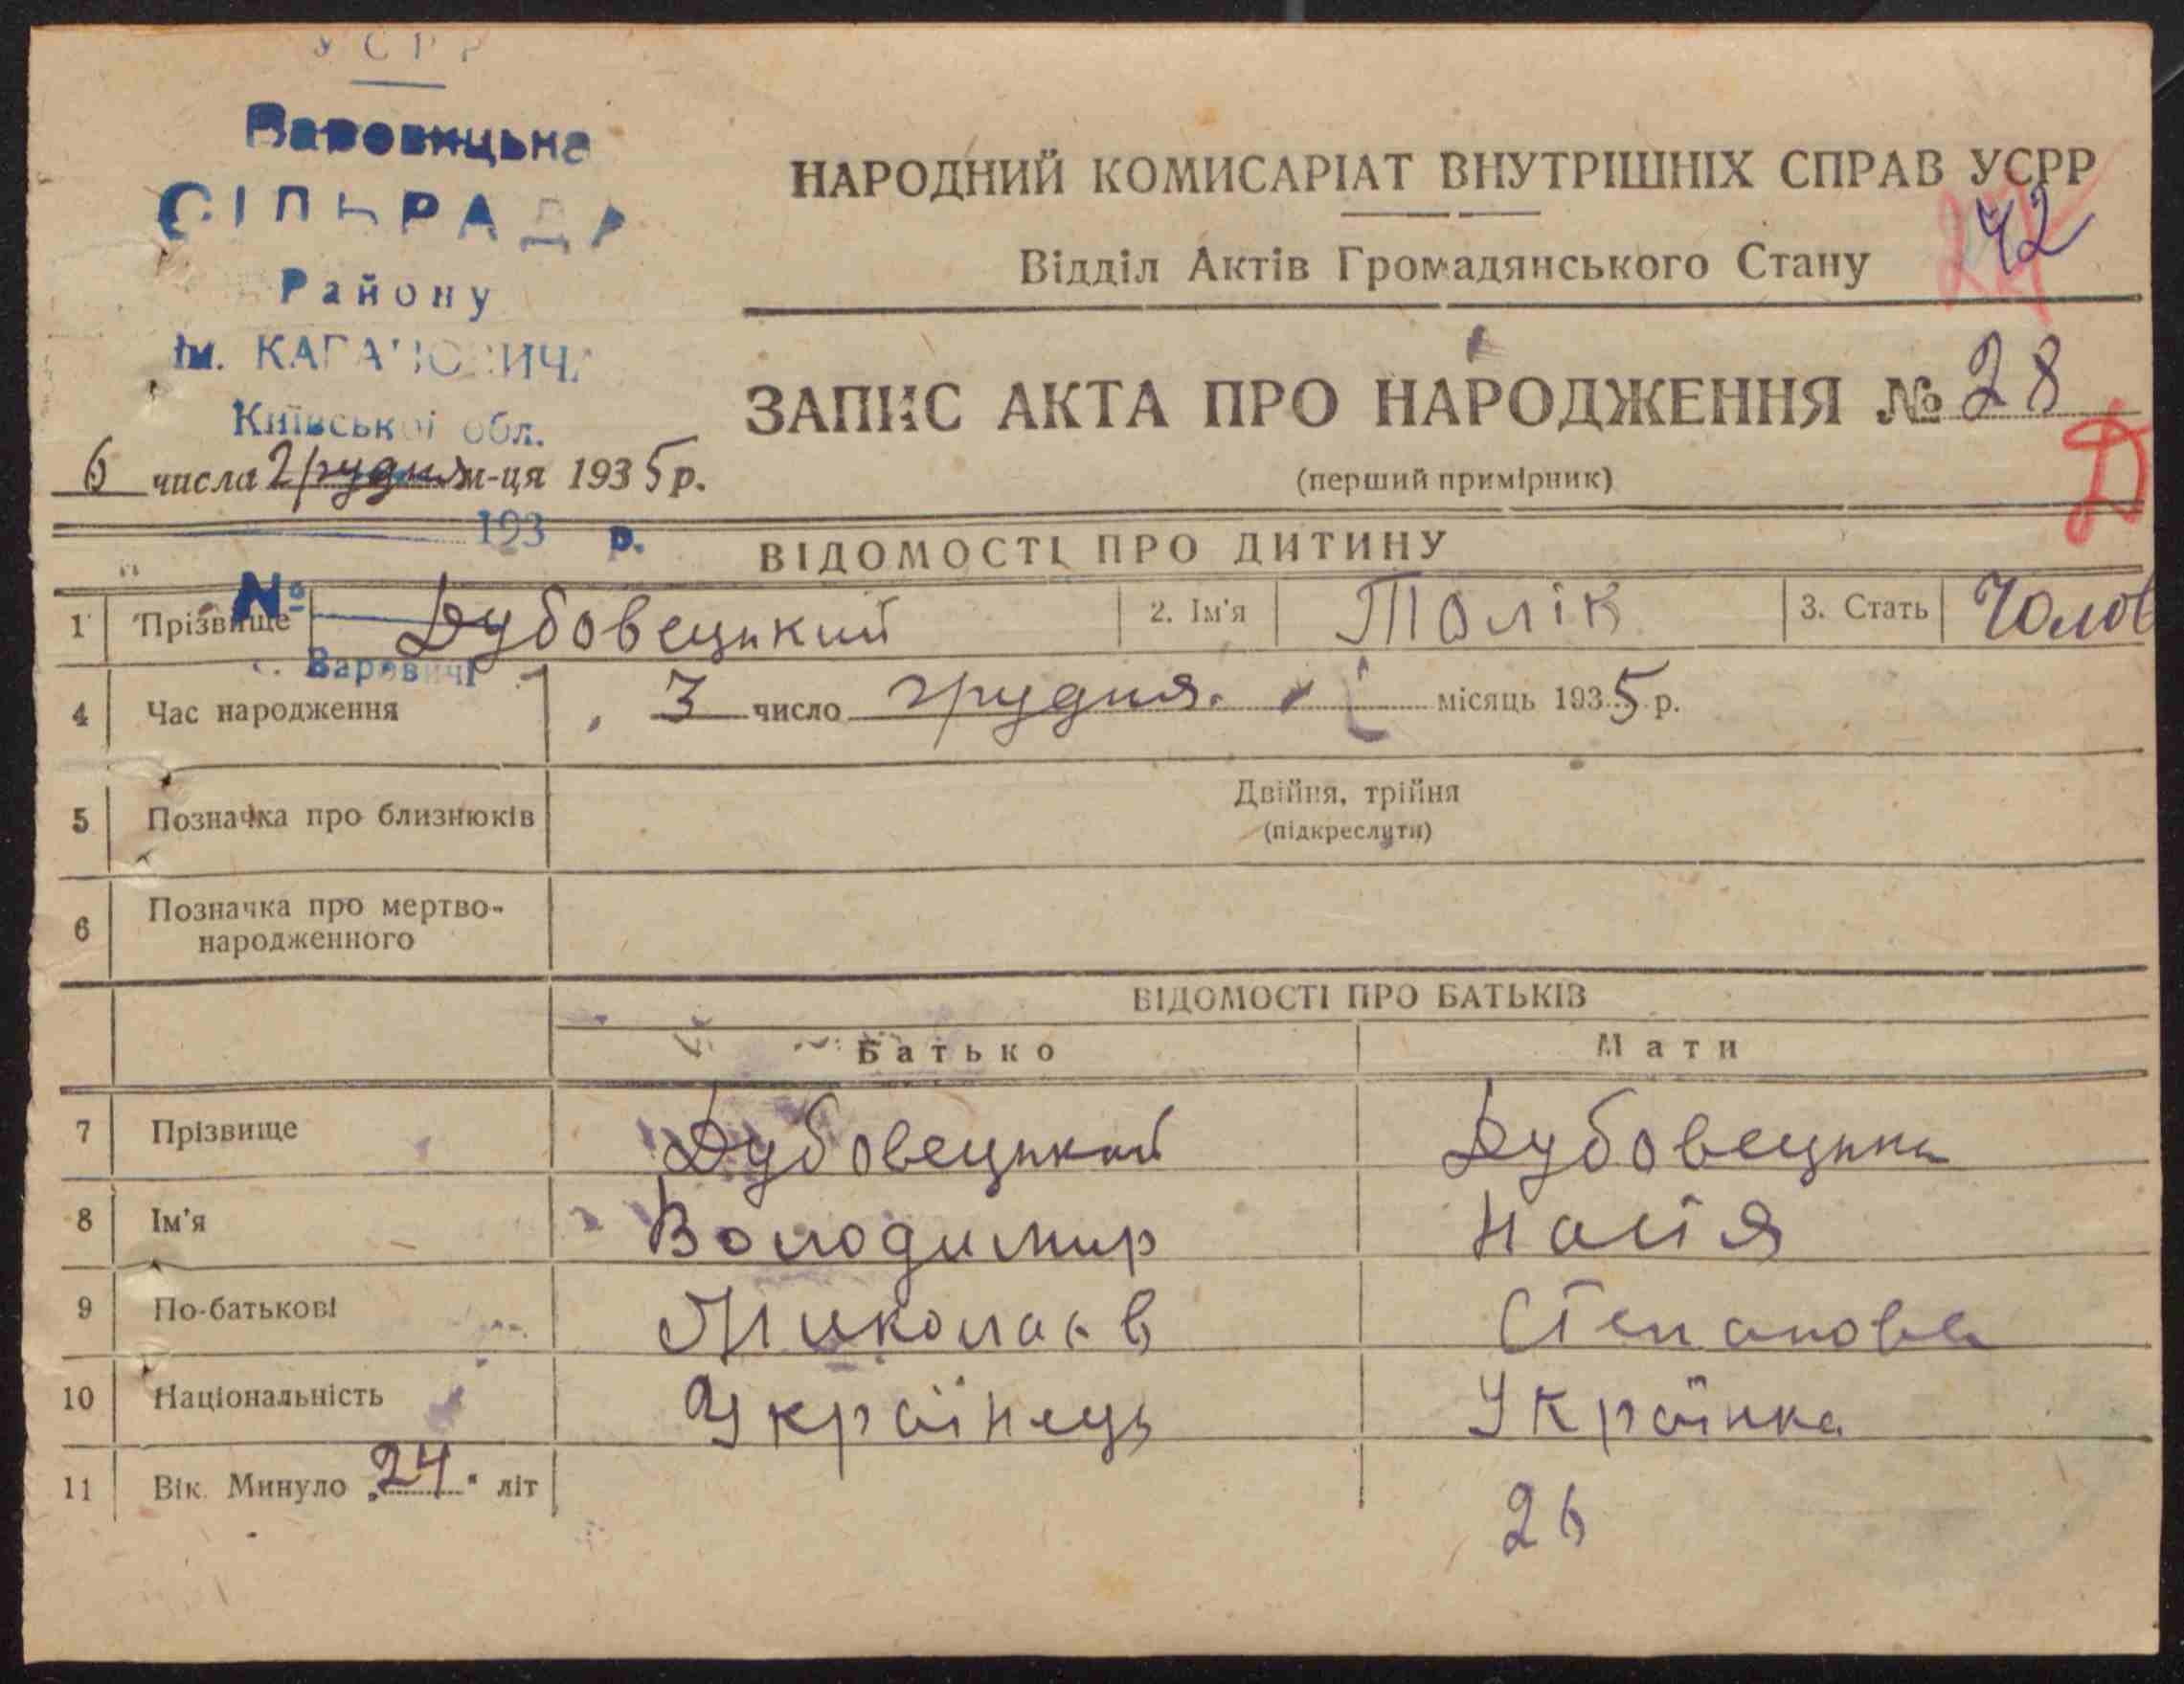 УСРР
Варовицька
СІЛЬРАДА
Району
ім. КАГАНОВИЧА
Київської обл.
193 р.
№
с. Варовичі
НАРОДНИЙ КОМИСАРІАТ ВНУТРІШНІХ СПРАВ УСРР
42
Відділ Актів Громадянського Стану
ЗАПИС АКТА ПРО НАРОДЖЕННЯ № 28
(перший примірник)
Д
6 числа грудня м-ця 1935 р.
ВІДОМОСТІ ПРО ДИТИНУ
1 Прізвище Дубовецький 2. Ім'я Толік 3. Стать Чолов
4 Час народження 3 число грудня. місяць 1935 р.
5 Позначка про близнюків Двійня, трійня
(підкреслути)
6 Позначка про мертво-
народженного
ВІДОМОСТІ ПРО БАТЬКІВ
Батько Мати
7 Прізвище Дубовецький Дубовецька
8 Ім'я Володимир
9 По-батькові Миколаєв Степанова
10 Національність Українець Українка
11 Вік. Минуло „24" літ 26